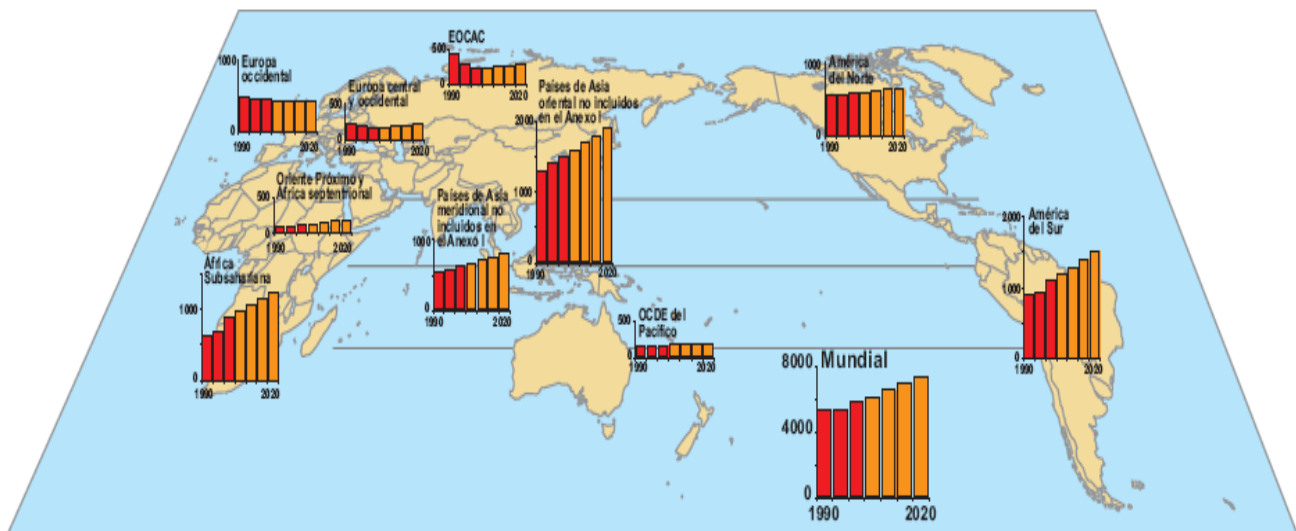 EOCAC
500
0
1990
2020
Europa
occidental
1000
0
1990
2020
Europa central
y occidental
500
0
1990
2020
Países de Asia
oriental no incluidos
en el Anexo I
2000
1000
0
1990
2020
América
del Norte
1000
0
1990
2020
Oriente Próximo y
África septentrional
500
0
1990
2020
Países de Asia
meridional no
incluidos en
el Anexo I
1000
0
1990
2020
América
del Sur
2000
1000
0
1990
2020
África
Subsahariana
1000
0
1990
2020
OCDE del
Pacífico
500
0
1990
2020
Mundial
8000
4000
0
1990
2020